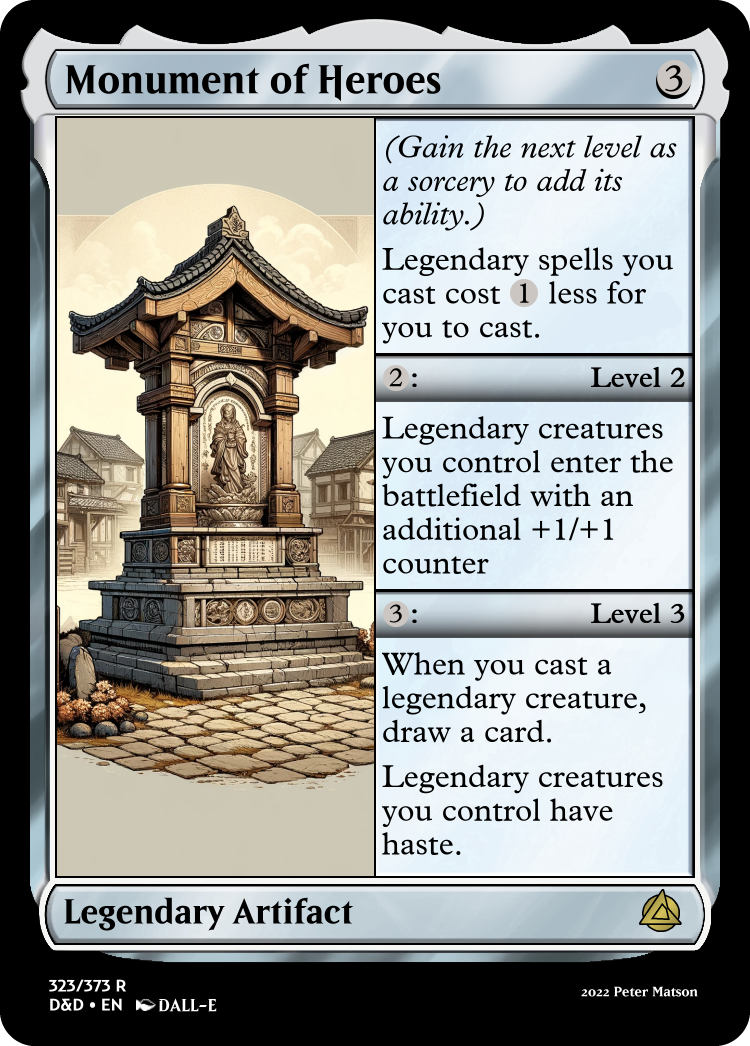 Monument of Heroes 3
(Gain the next level as
a sorcery to add its
ability.)
Legendary spells you
cast cost 1 less for
you to cast.
2: Level 2
Legendary creatures
you control enter the
battlefield with an
additional +1/+1
counter
3: Level 3
When you cast a
legendary creature,
draw a card.
Legendary creatures
you control have
haste.
Legendary Artifact
323/373 R
D&D • EN DALL-E
2022 Peter Matson